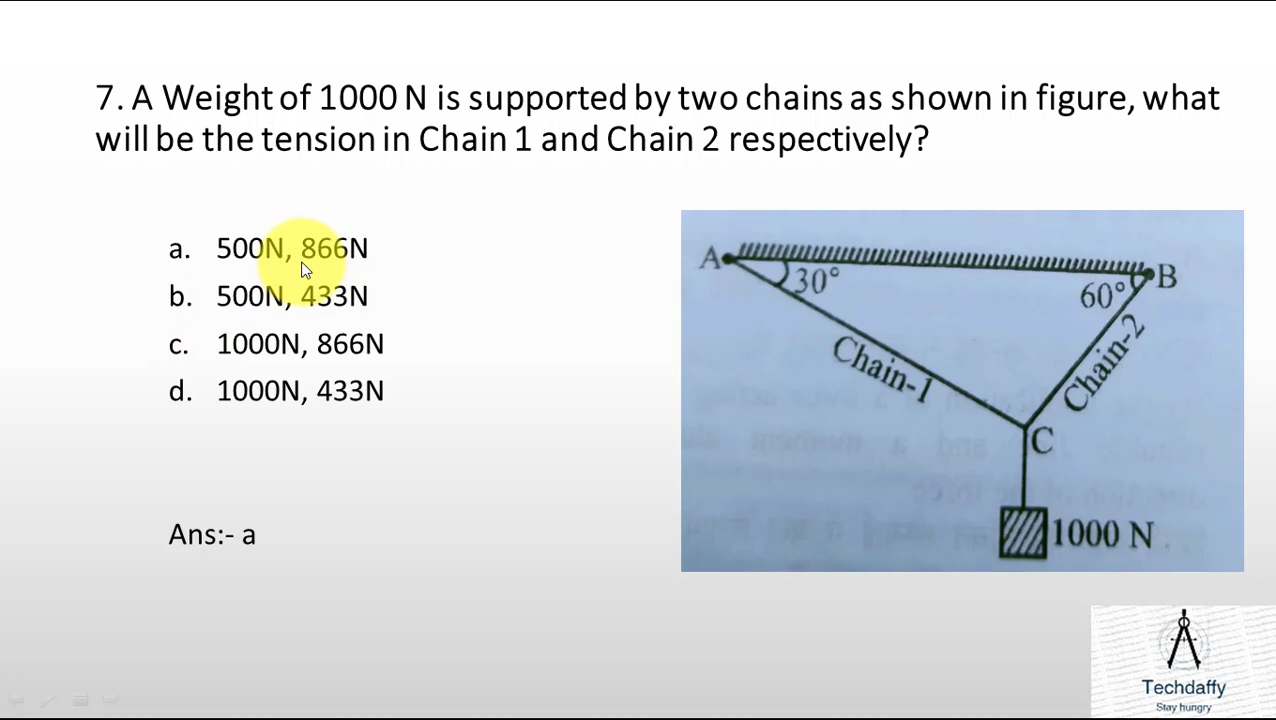 7. A Weight of 1000 N is supported by two chains as shown in figure, what
will be the tension in Chain 1 and Chain 2 respectively?
a. 500N, 866N
b. 500N, 433N
c. 1000N, 866N
d. 1000N, 433N
Ans:- a
A
30°
60°
B
Chain-1
Chain-2
C
1000 N
Techdaffy
Stay hungry